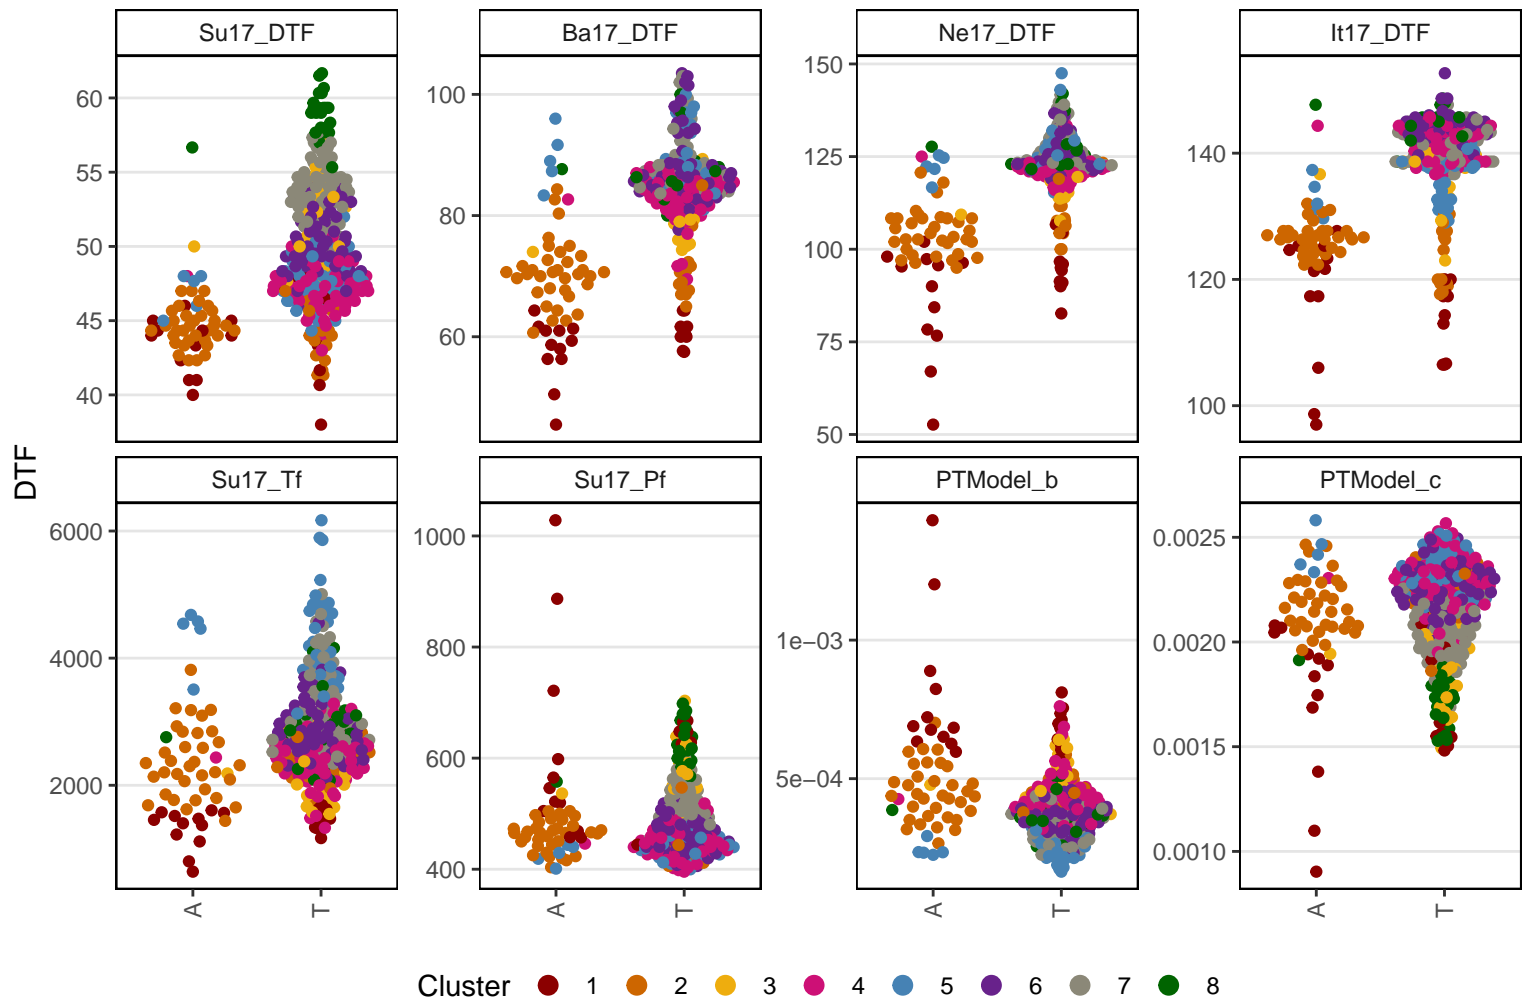 Su17_DTF
Ba17_DTF
Ne17_DTF
It17_DTF
60
55
50
45
40
100
80
60
150
125
100
75
50
140
120
100
DTF
Su17_Tf
Su17_Pf
PTModel_b
PTModel_c
6000
4000
2000
1000
800
600
400
1e−03
5e−04
0.0025
0.0020
0.0015
0.0010
A
T
A
T
A
T
A
T
Cluster 1 2 3 4 5 6 7 8